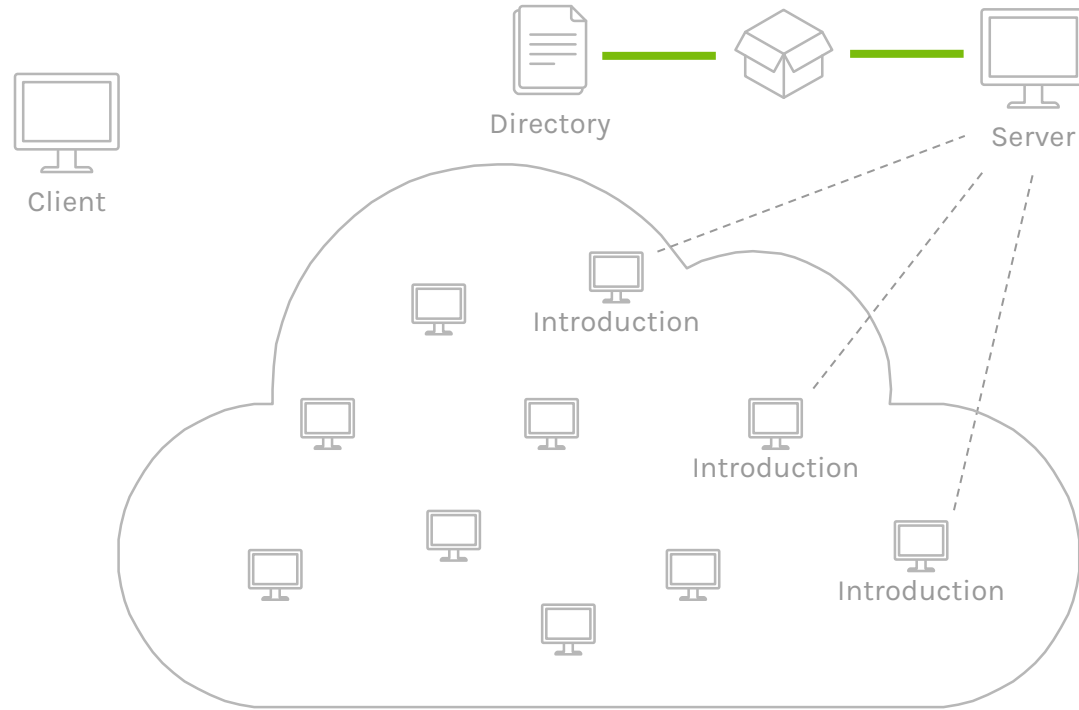 Directory
Server
Client
Introduction
Introduction
Introduction